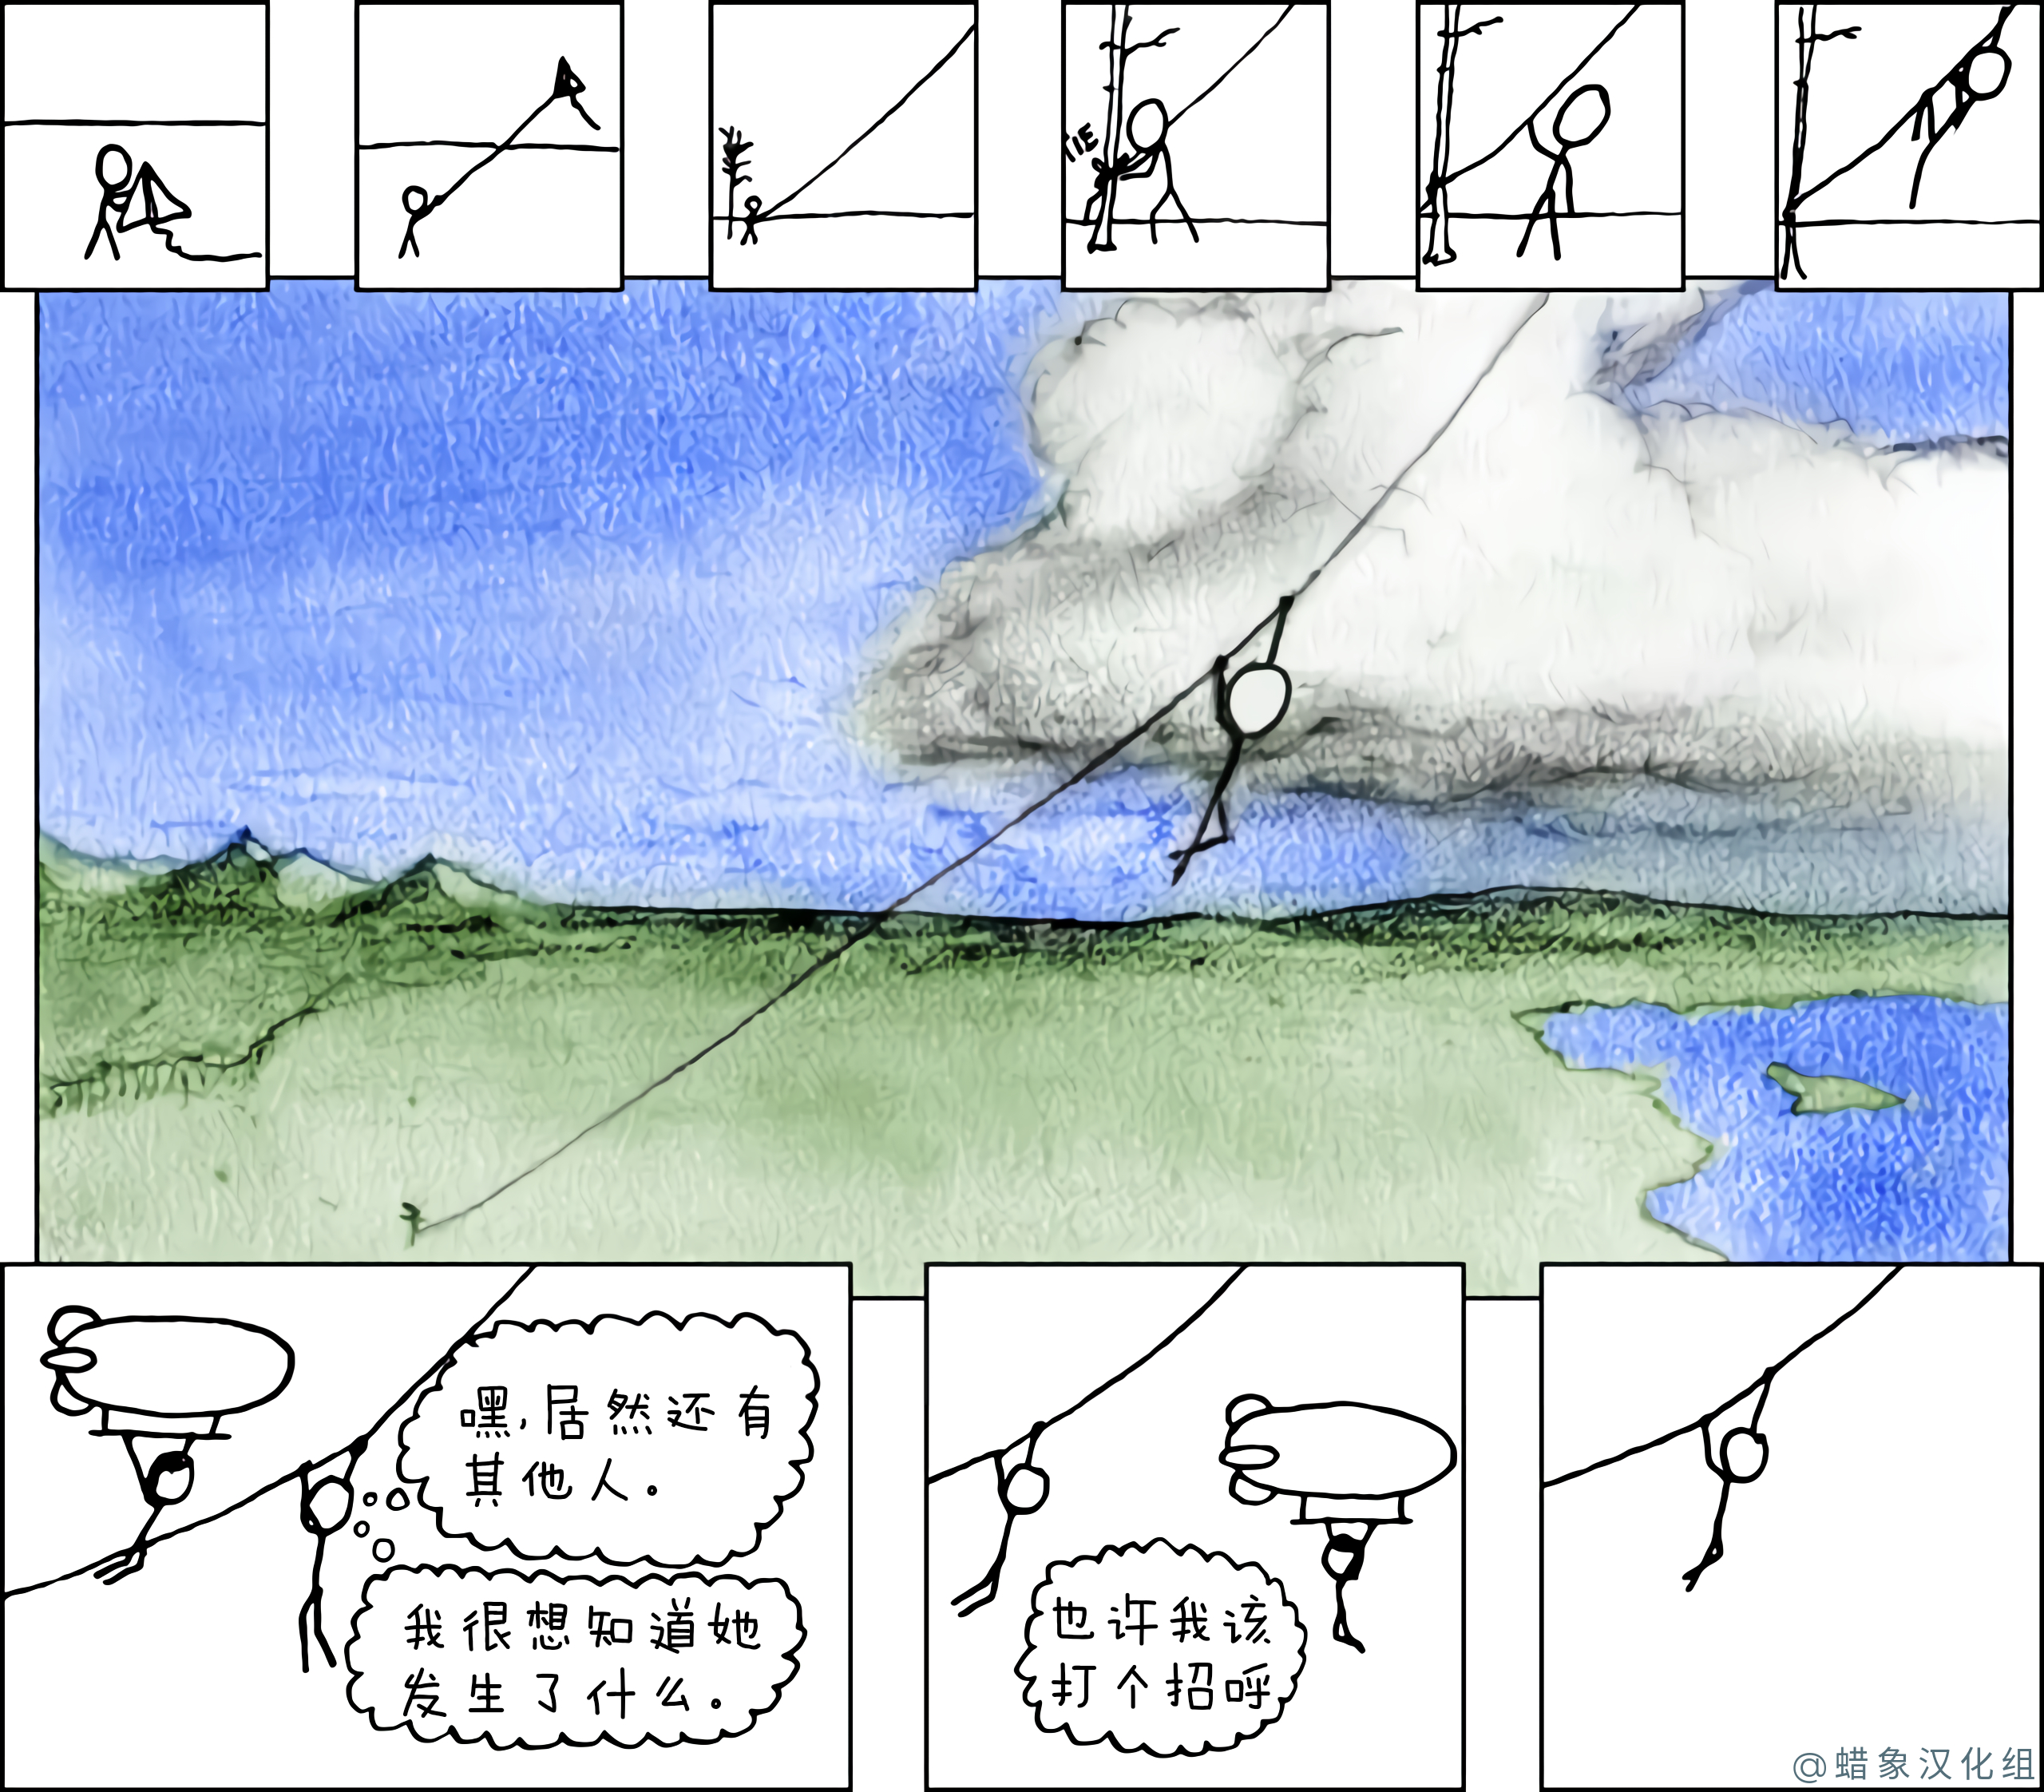 嘿,居然还有
其他人。
我很想知道她
发生了什么。
也许我该
打个招呼
@蜡象汉化组